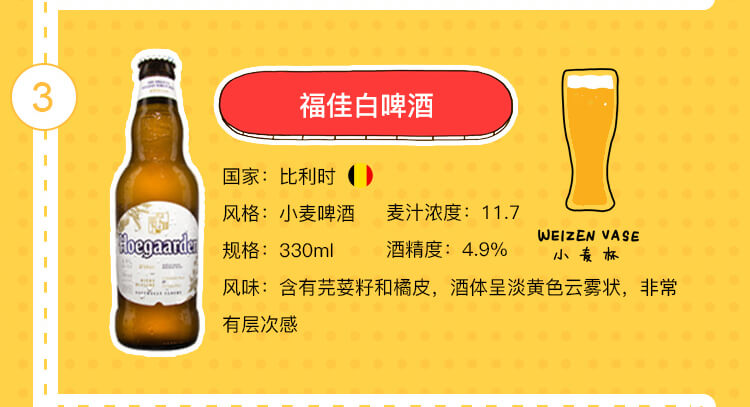 3
福佳白啤酒
国家：比利时
风格：小麦啤酒 麦汁浓度：11.7
规格：330ml 酒精度：4.9%
风味：含有芫荽籽和橘皮，酒体呈淡黄色云雾状，非常
有层次感
Hoegaarden
WEIZEN VASE
小麦杯